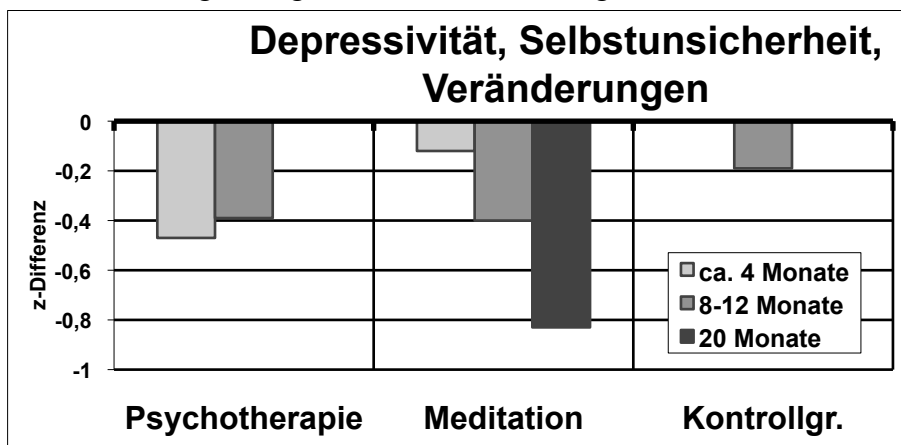 Depressivität, Selbstunsicherheit,
Veränderungen
0
-0,2
-0,4
-0,6
-0,8
-1
z-Differenz
ca. 4 Monate
8-12 Monate
20 Monate
Psychotherapie Meditation Kontrollgr.